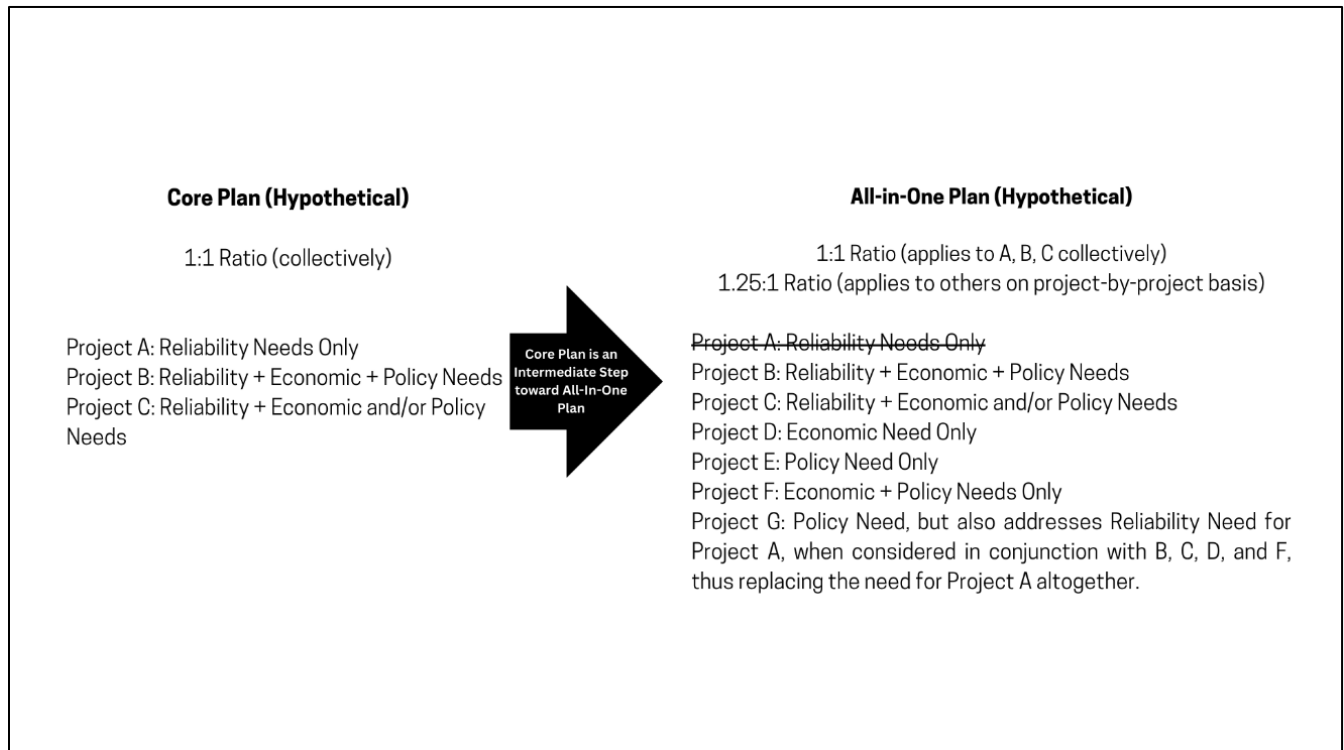 Core Plan (Hypothetical)
1:1 Ratio (collectively)
Project A: Reliability Needs Only
Project B: Reliability + Economic + Policy Needs
Project C: Reliability + Economic and/or Policy
Needs
Core Plan is an
Intermediate Step
toward All-In-One
Plan
All-in-One Plan (Hypothetical)
1:1 Ratio (applies to A, B, C collectively)
1.25:1 Ratio (applies to others on project-by-project basis)
Project A: Reliability Needs Only
Project B: Reliability + Economic + Policy Needs
Project C: Reliability + Economic and/or Policy Needs
Project D: Economic Need Only
Project E: Policy Need Only
Project F: Economic + Policy Needs Only
Project G: Policy Need, but also addresses Reliability Need for
Project A, when considered in conjunction with B, C, D, and F,
thus replacing the need for Project A altogether.